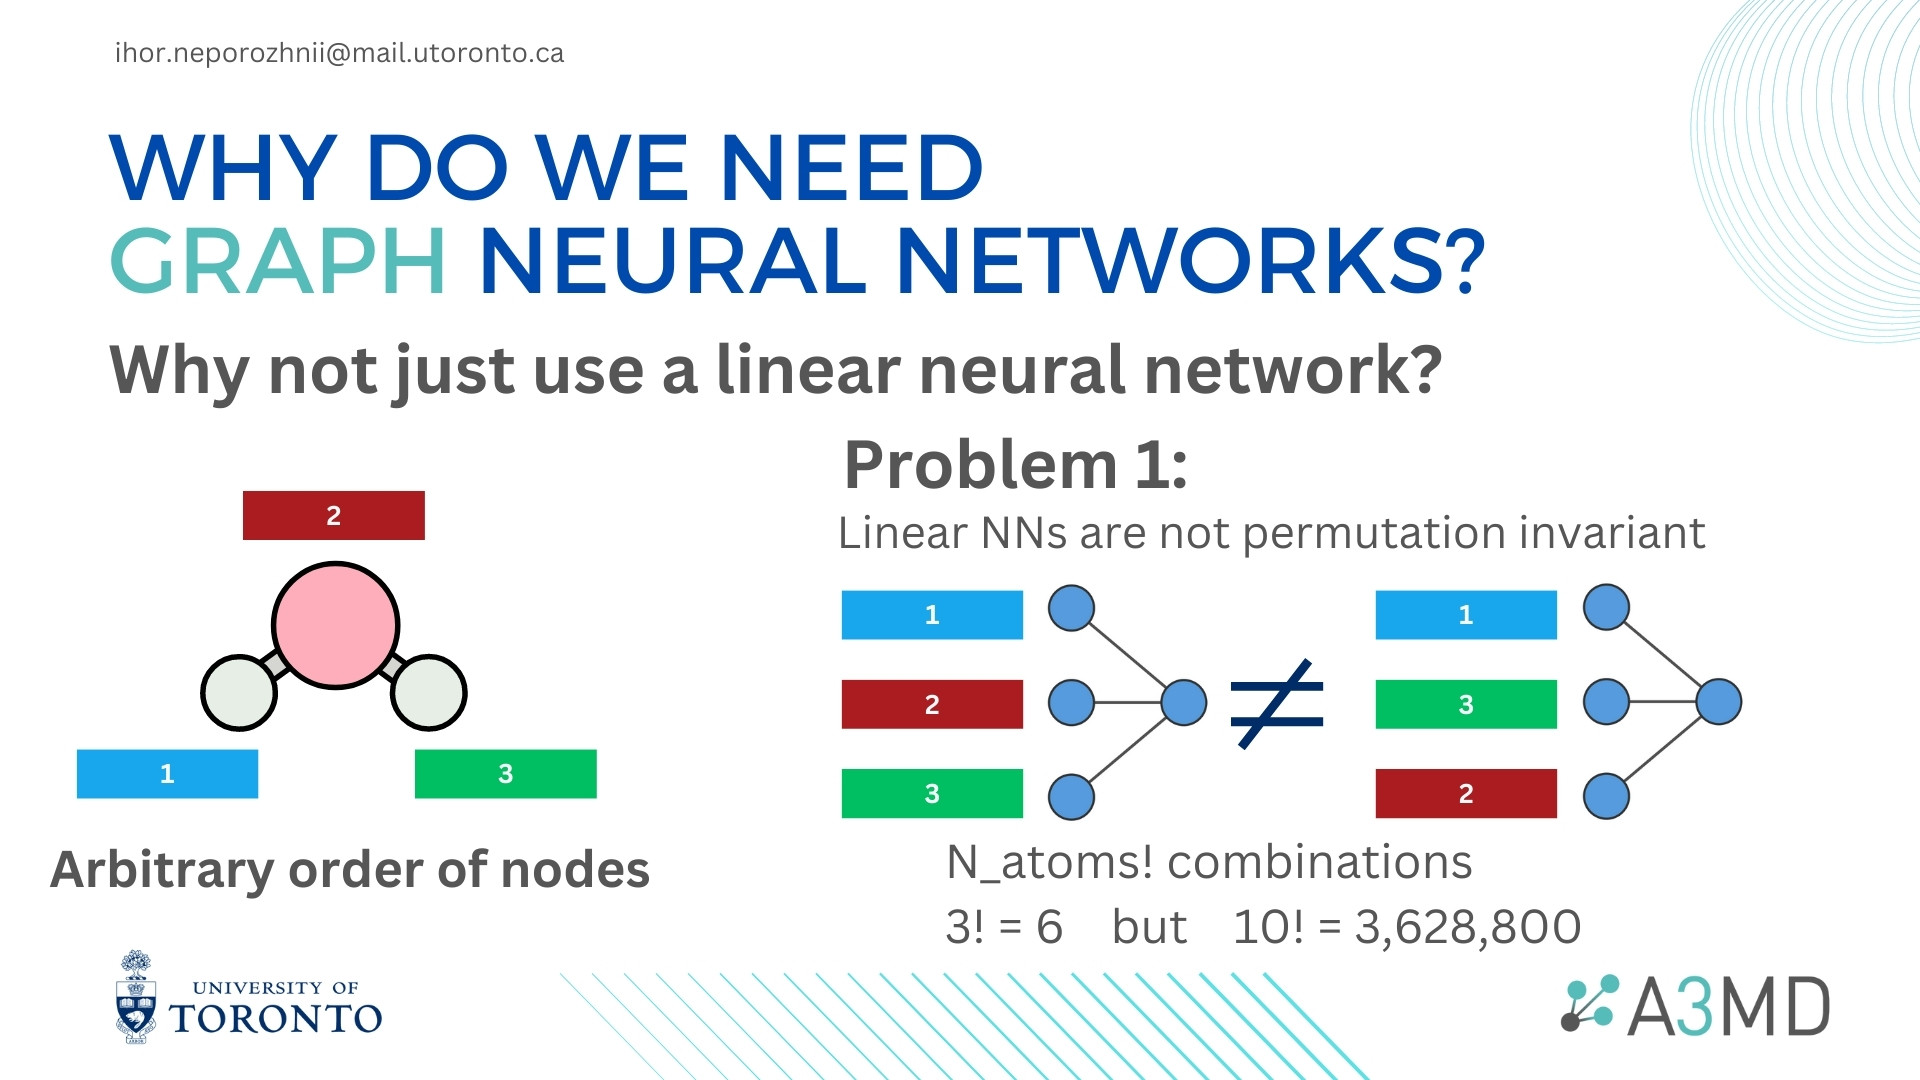 ihor.neporozhnii@mail.utoronto.ca
WHY DO WE NEED
GRAPH NEURAL NETWORKS?
Why not just use a linear neural network?
2
1
3
Arbitrary order of nodes
Problem 1:
Linear NNs are not permutation invariant
1
2
3
≠
1
3
2
N_atoms! combinations
3! = 6 but 10! = 3,628,800
UNIVERSITY OF
TORONTO
A3MD